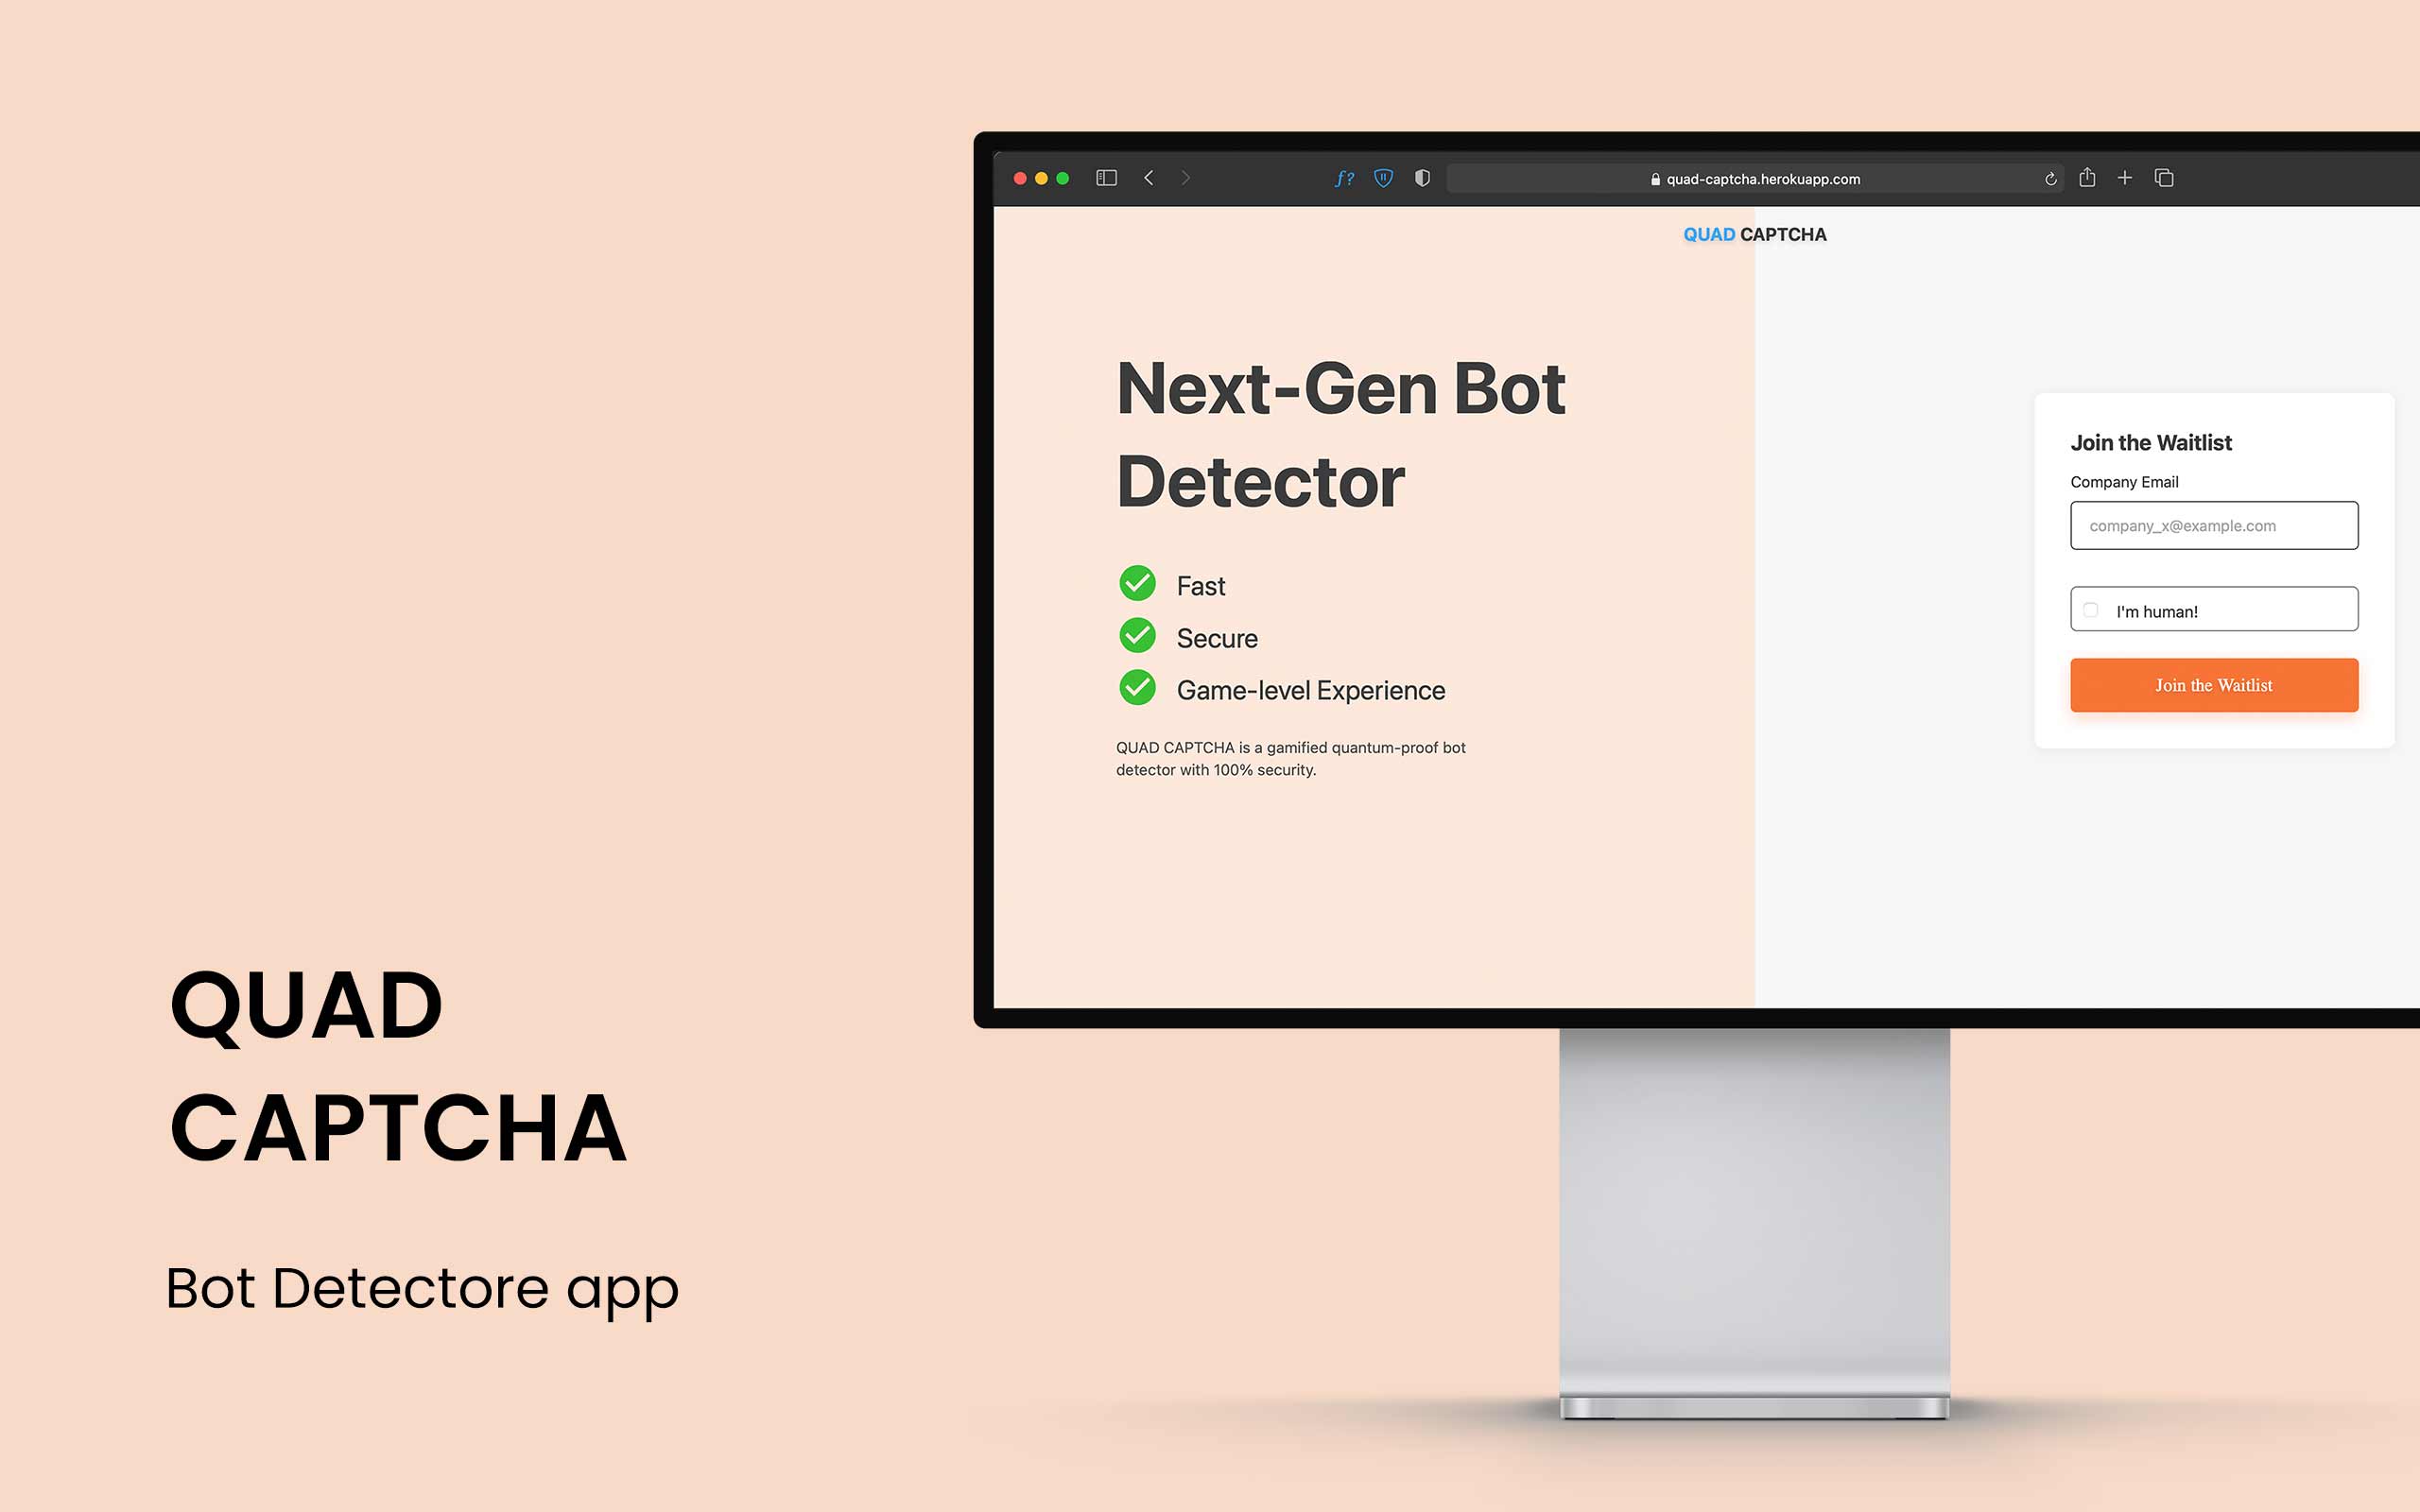 quad-captcha.herokuapp.com
QUAD CAPTCHA
Next-Gen Bot
Detector
Fast
Secure
Game-level Experience
QUAD CAPTCHA is a gamified quantum-proof bot
detector with 100% security.
Join the Waitlist
Company Email
company_x@example.com
I'm human!
Join the Waitlist
QUAD
CAPTCHA
Bot Detectore app